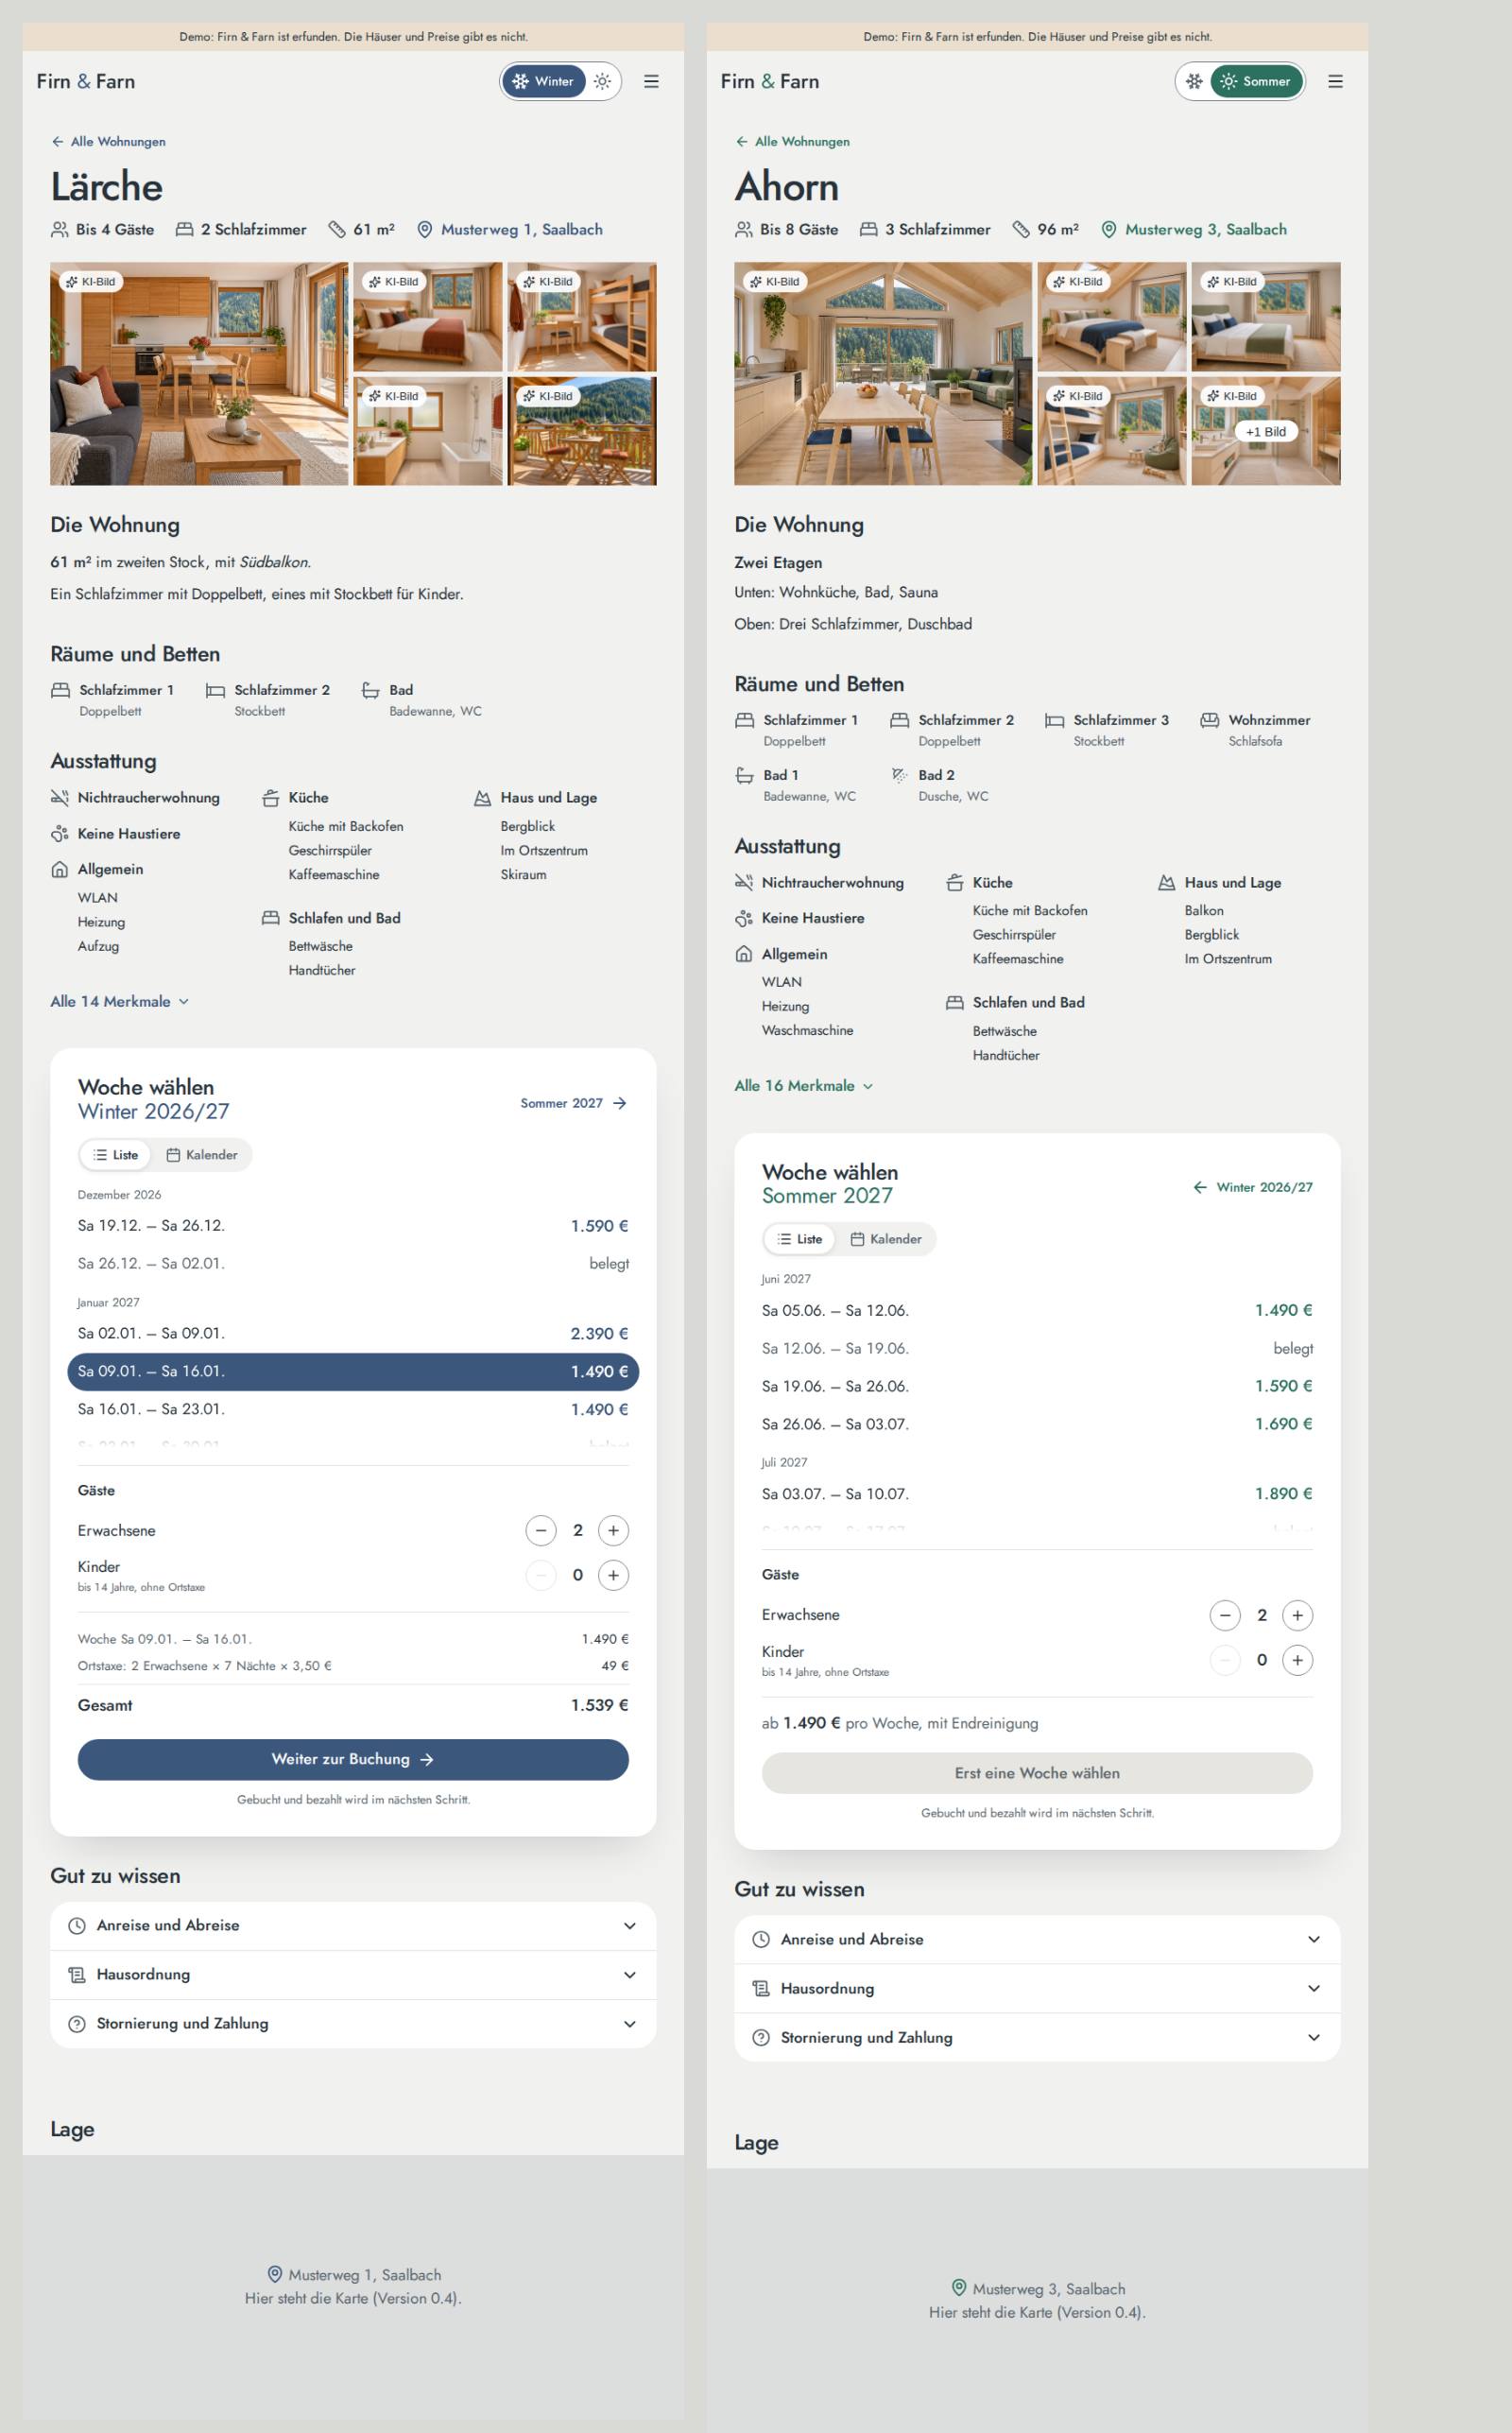 Demo: Firn & Farn ist erfunden. Die Häuser und Preise gibt es nicht.
Firn & Farn
Winter
Alle Wohnungen
Lärche
Bis 4 Gäste
2 Schlafzimmer
61 m²
Musterweg 1, Saalbach
KI-Bild
KI-Bild
KI-Bild
KI-Bild
KI-Bild
Die Wohnung
61 m² im zweiten Stock, mit Südbalkon.
Ein Schlafzimmer mit Doppelbett, eines mit Stockbett für Kinder.
Räume und Betten
Schlafzimmer 1
Doppelbett
Schlafzimmer 2
Stockbett
Bad
Badewanne, WC
Ausstattung
Nichtraucherwohnung
Keine Haustiere
Allgemein
WLAN
Heizung
Aufzug
Küche
Küche mit Backofen
Geschirrspüler
Kaffeemaschine
Schlafen und Bad
Bettwäsche
Handtücher
Haus und Lage
Bergblick
Im Ortszentrum
Skiraum
Alle 14 Merkmale
Woche wählen
Winter 2026/27
Sommer 2027
Liste
Kalender
Dezember 2026
Sa 19.12. – Sa 26.12. 1.590 €
Sa 26.12. – Sa 02.01. belegt
Januar 2027
Sa 02.01. – Sa 09.01. 2.390 €
Sa 09.01. – Sa 16.01. 1.490 €
Sa 16.01. – Sa 23.01. 1.490 €
Gäste
Erwachsene 2
Kinder 0
bis 14 Jahre, ohne Ortstaxe
Woche Sa 09.01. – Sa 16.01. 1.490 €
Ortstaxe: 2 Erwachsene × 7 Nächte × 3,50 € 49 €
Gesamt 1.539 €
Weiter zur Buchung
Gebucht und bezahlt wird im nächsten Schritt.
Gut zu wissen
Anreise und Abreise
Hausordnung
Stornierung und Zahlung
Lage
Musterweg 1, Saalbach
Hier steht die Karte (Version 0.4).
Demo: Firn & Farn ist erfunden. Die Häuser und Preise gibt es nicht.
Firn & Farn
Sommer
Alle Wohnungen
Ahorn
Bis 8 Gäste
3 Schlafzimmer
96 m²
Musterweg 3, Saalbach
KI-Bild
KI-Bild
KI-Bild
KI-Bild
KI-Bild
+1 Bild
Die Wohnung
Zwei Etagen
Unten: Wohnküche, Bad, Sauna
Oben: Drei Schlafzimmer, Duschbad
Räume und Betten
Schlafzimmer 1
Doppelbett
Schlafzimmer 2
Doppelbett
Schlafzimmer 3
Stockbett
Wohnzimmer
Schlafsofa
Bad 1
Badewanne, WC
Bad 2
Dusche, WC
Ausstattung
Nichtraucherwohnung
Keine Haustiere
Allgemein
WLAN
Heizung
Waschmaschine
Küche
Küche mit Backofen
Geschirrspüler
Kaffeemaschine
Schlafen und Bad
Bettwäsche
Handtücher
Haus und Lage
Balkon
Bergblick
Im Ortszentrum
Alle 16 Merkmale
Woche wählen
Sommer 2027
Winter 2026/27
Liste
Kalender
Juni 2027
Sa 05.06. – Sa 12.06. 1.490 €
Sa 12.06. – Sa 19.06. belegt
Sa 19.06. – Sa 26.06. 1.590 €
Sa 26.06. – Sa 03.07. 1.690 €
Juli 2027
Sa 03.07. – Sa 10.07. 1.890 €
Gäste
Erwachsene 2
Kinder 0
bis 14 Jahre, ohne Ortstaxe
ab 1.490 € pro Woche, mit Endreinigung
Erst eine Woche wählen
Gebucht und bezahlt wird im nächsten Schritt.
Gut zu wissen
Anreise und Abreise
Hausordnung
Stornierung und Zahlung
Lage
Musterweg 3, Saalbach
Hier steht die Karte (Version 0.4).